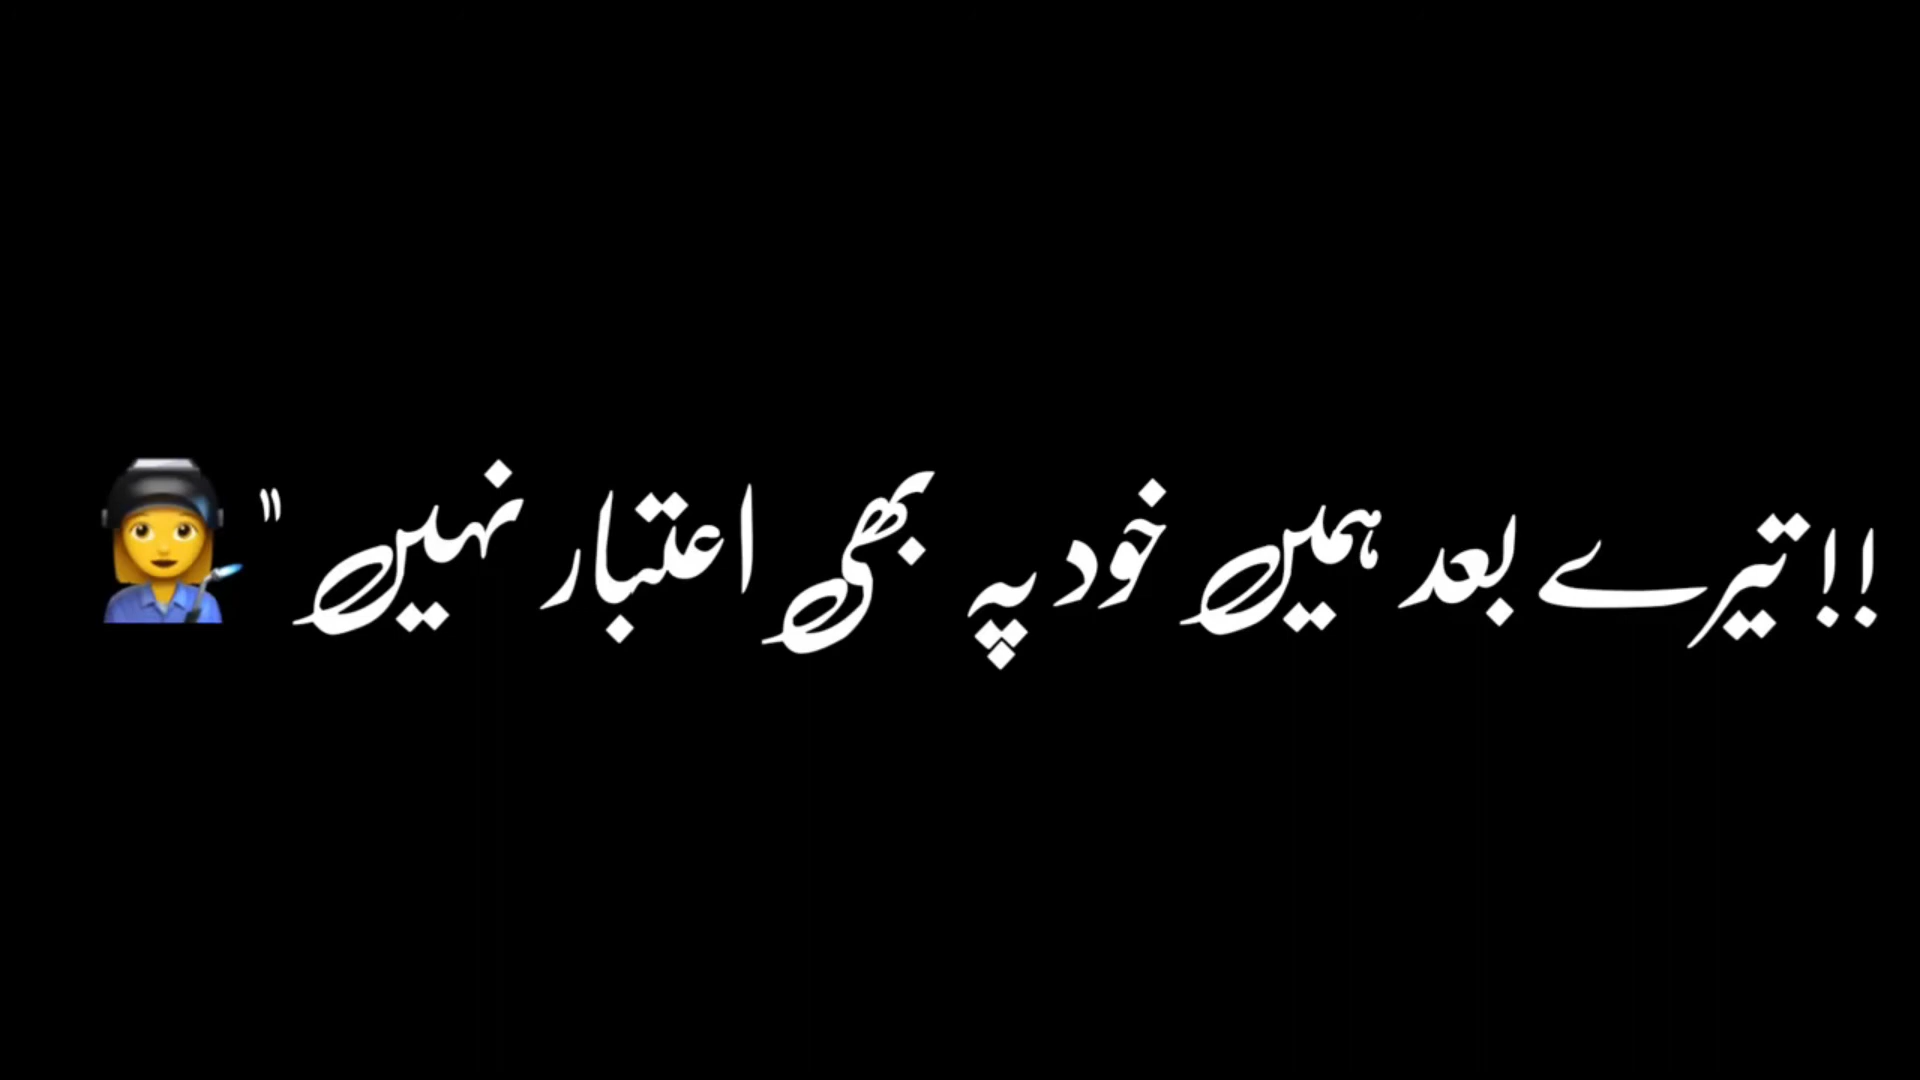 !!تیرے بعد ہمیں خود پہ بھی اعتبار نہیں " 👩‍🏭